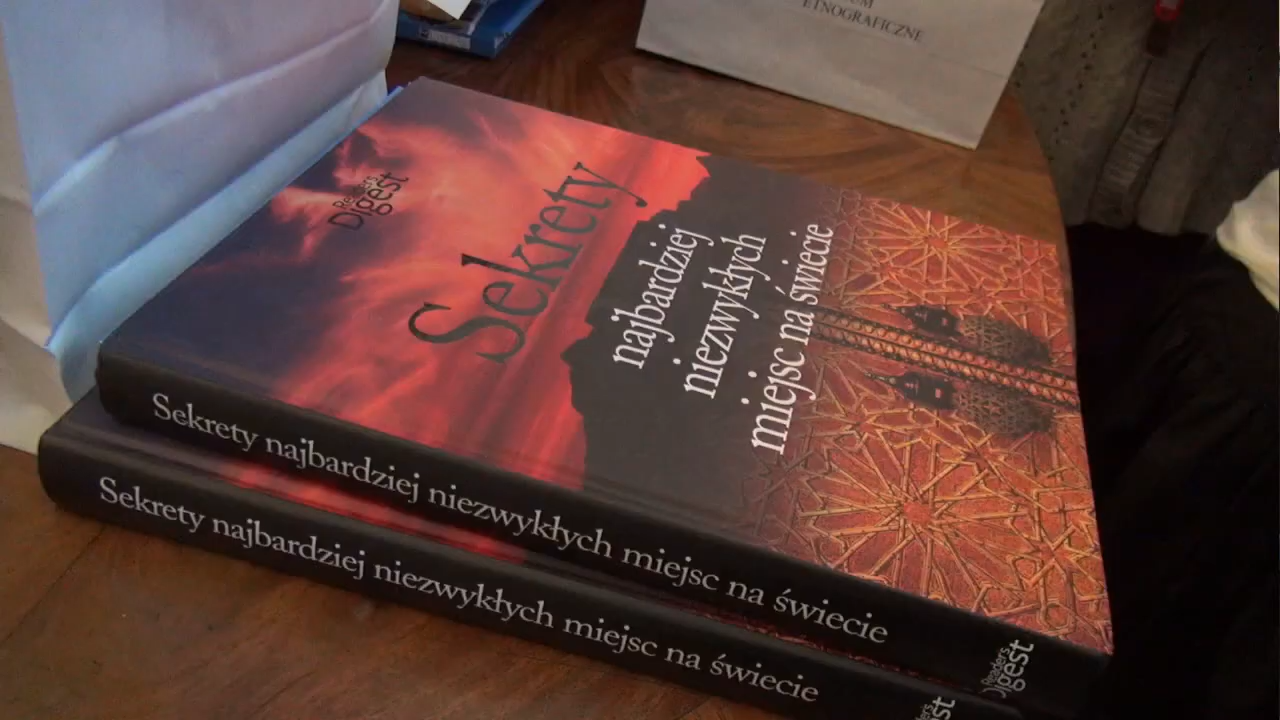 ETNOGRAFICZNE
Reader's
Digest
Sekrety
najbardziej
niezwykłych
miejsc na świecie
Sekrety najbardziej niezwykłych miejsc na świecie
Reader's
Digest
Sekrety najbardziej niezwykłych miejsc na świecie